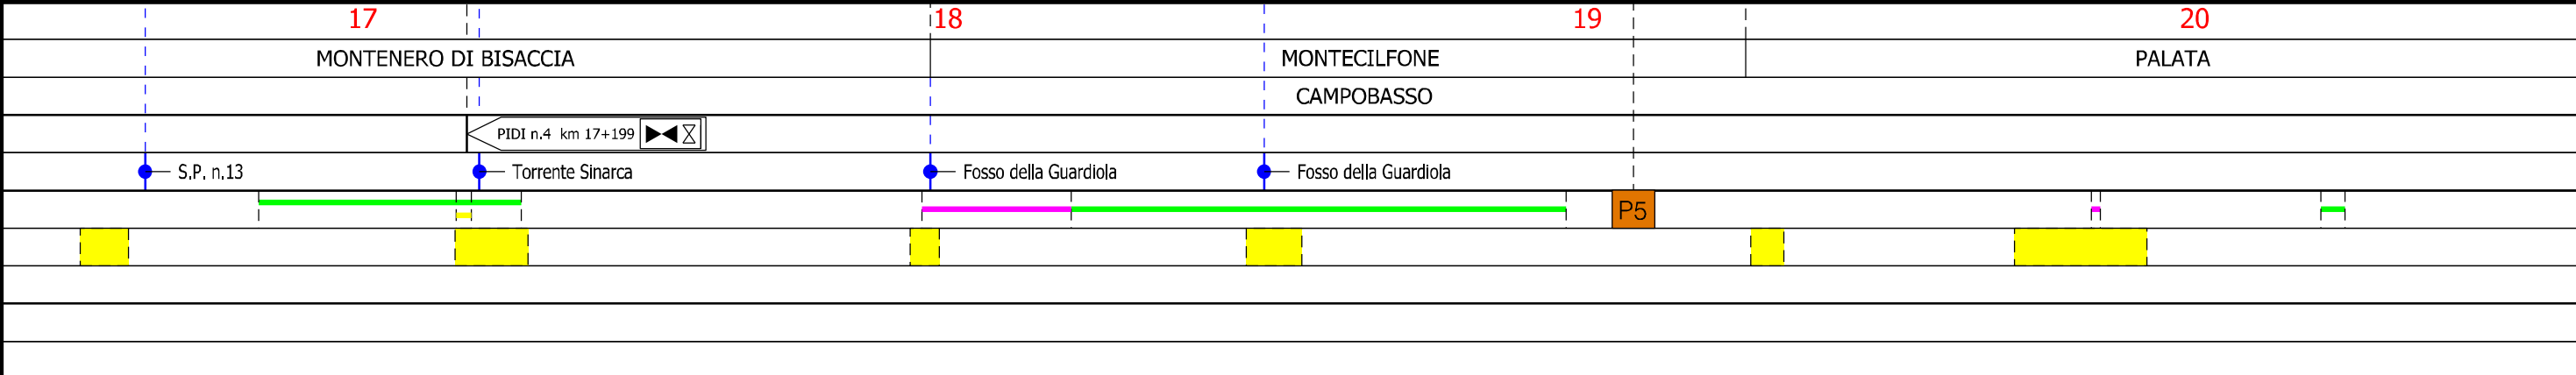 17 18 19 20
MONTENERO DI BISACCIA MONTECILFONE PALATA
CAMPOBASSO
PIDI n.4 km 17+199
S.P. n.13 Torrente Sinarca Fosso della Guardiola Fosso della Guardiola
P5